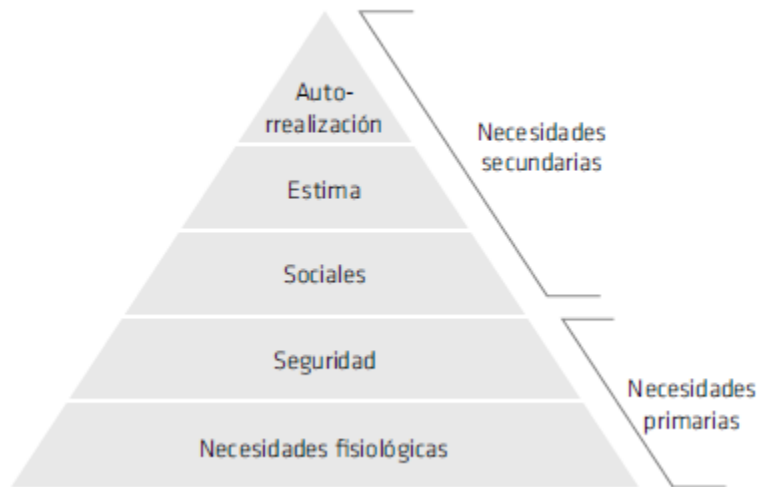 Auto-
rrealización
Necesidades
secundarias
Estima
Sociales
Seguridad
Necesidades
primarias
Necesidades fisiológicas